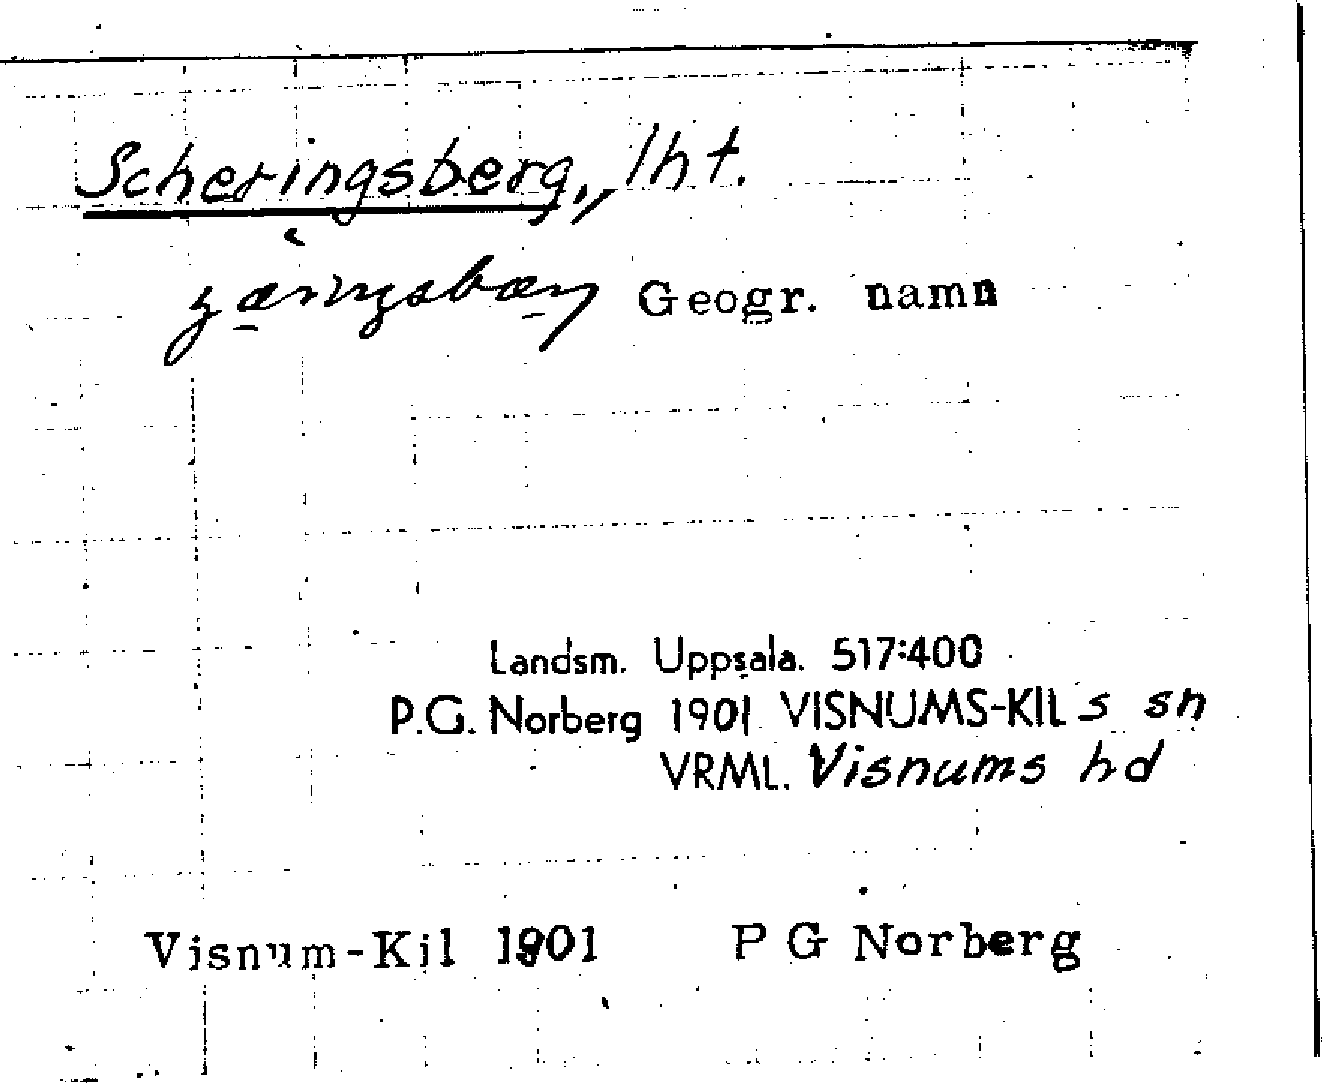 Scheringsberg, lht.
Geogr. namn
Landsm. Uppsala. 517:400
P.G. Norberg 1901 VISNUMS-KILs sn
VRML. Visnums hd
Visnum-Kil 1901 P G Norberg